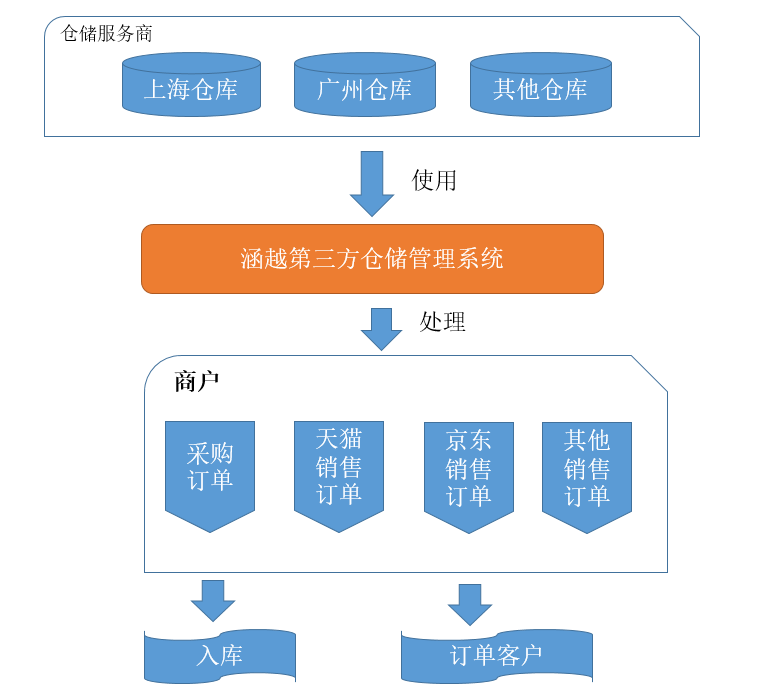 仓储服务商
上海仓库
广州仓库
其他仓库
使用
涵越第三方仓储管理系统
处理
商户
采购
订单
天猫
销售
订单
京东
销售
订单
其他
销售
订单
入库
订单客户